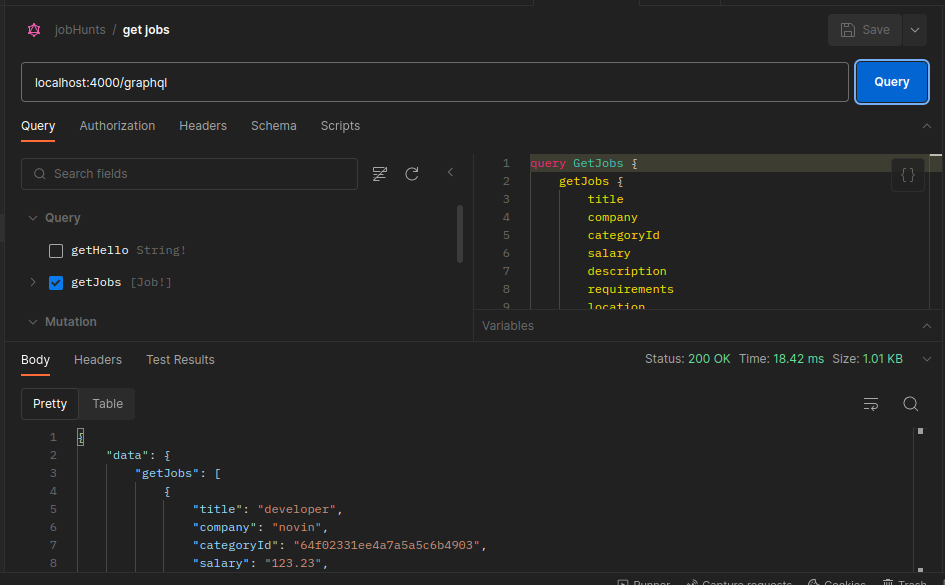 jobHunts / get jobs
Save
localhost:4000/graphql
Query
Query Authorization Headers Schema Scripts
Search fields
Query
getHello String!
getJobs [Job!]
Mutation
1 query GetJobs {
2 getJobs {
3 title
4 company
5 categoryId
6 salary
7 description
8 requirements
9 location
{}
Variables
Body Headers Test Results
Status: 200 OK Time: 18.42 ms Size: 1.01 KB
Pretty Table
1 {
2 "data": {
3 "getJobs": [
4 {
5 "title": "developer",
6 "company": "novin",
7 "categoryId": "64f02331ee4a7a5a5c6b4903",
8 "salary": "123.23",
Runner Capture requests Cookies Trash